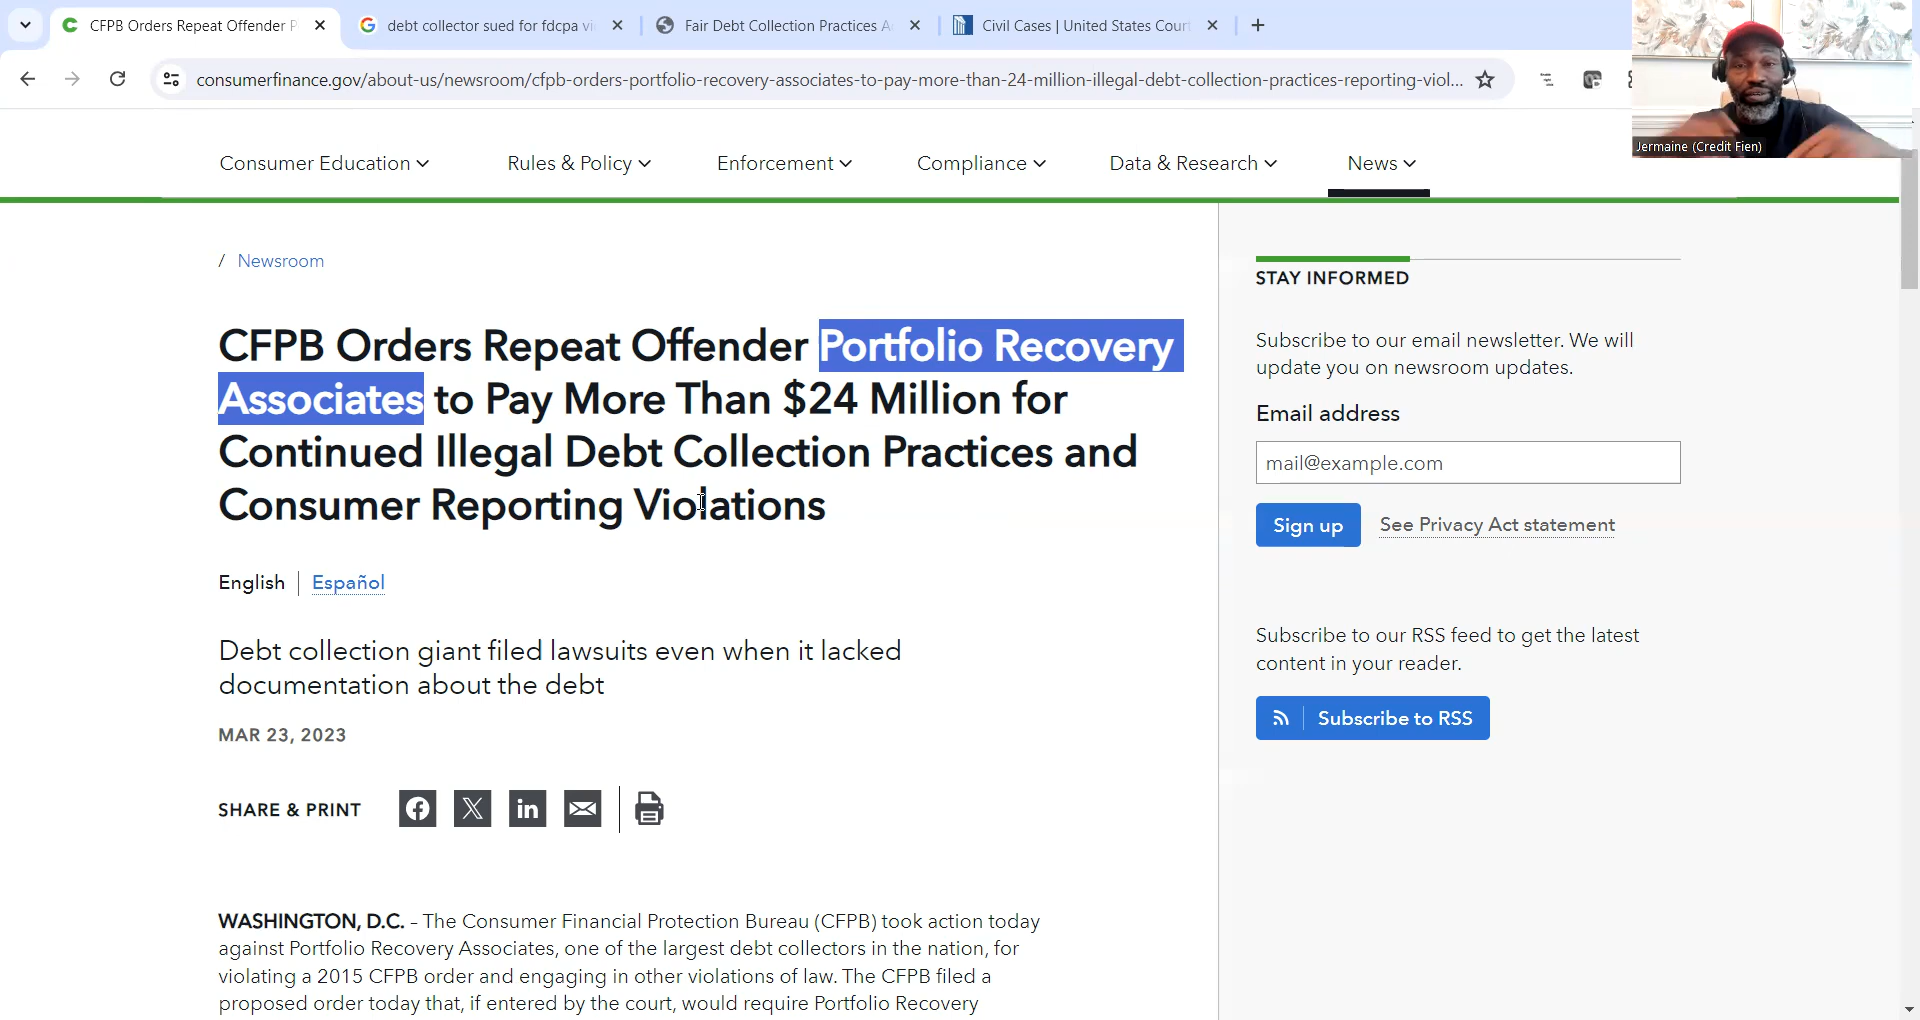 CFPB Orders Repeat Offender P
debt collector sued for fdcpa vi
Fair Debt Collection Practices A
Civil Cases | United States Court
consumerfinance.gov/about-us/newsroom/cfpb-orders-portfolio-recovery-associates-to-pay-more-than-24-million-illegal-debt-collection-practices-reporting-viol...
Jermaine (Credit Fien)
Consumer Education
Rules & Policy
Enforcement
Compliance
Data & Research
News
/ Newsroom
CFPB Orders Repeat Offender Portfolio Recovery
Associates to Pay More Than $24 Million for
Continued Illegal Debt Collection Practices and
Consumer Reporting Violations
English
Español
Debt collection giant filed lawsuits even when it lacked
documentation about the debt
MAR 23, 2023
SHARE & PRINT
WASHINGTON, D.C. – The Consumer Financial Protection Bureau (CFPB) took action today
against Portfolio Recovery Associates, one of the largest debt collectors in the nation, for
violating a 2015 CFPB order and engaging in other violations of law. The CFPB filed a
proposed order today that, if entered by the court, would require Portfolio Recovery
STAY INFORMED
Subscribe to our email newsletter. We will
update you on newsroom updates.
Email address
mail@example.com
Sign up
See Privacy Act statement
Subscribe to our RSS feed to get the latest
content in your reader.
Subscribe to RSS